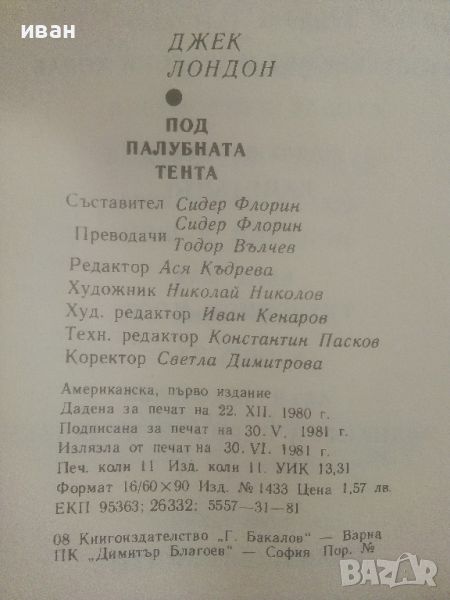 иван
ДЖЕК
ЛОНДОН
ПОД
ПАЛУБНАТА
ТЕНТА
Съставител Сидер Флорин
Преводачи Сидер Флорин
Тодор Вълчев
Редактор Ася Къдрева
Художник Николай Николов
Худ. редактор Иван Кенаров
Техн. редактор Константин Пасков
Коректор Светла Димитрова
Американска, първо издание
Дадена за печат на 22. XII. 1980 г.
Подписана за печат на 30. V. 1981 г.
Излязла от печат на 30. VI. 1981 г.
Печ. коли 11 Изд. коли 11. УИК 13,31
Формат 16/60×90 Изд. № 1433 Цена 1,57 лв.
ЕКП 95363; 26332; 5557—31—81
08 Книгоиздателство „Г. Бакалов" — Варна
ПК „Димитър Благоев" — София Пор. №
BAZAR